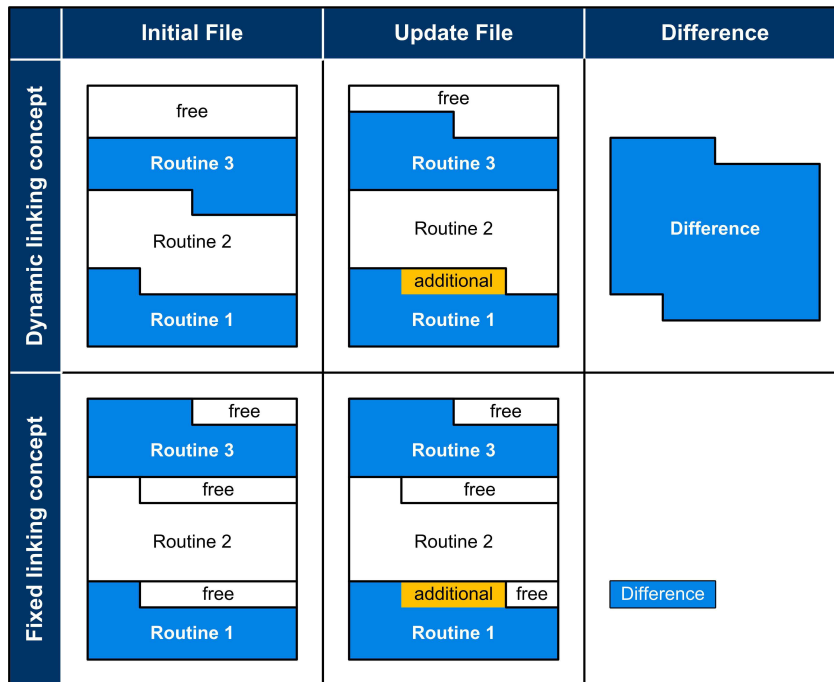 Initial File
Update File
Difference
Dynamic linking concept
free
Routine 3
Routine 2
Routine 1
free
Routine 3
Routine 2
additional
Routine 1
Difference
Fixed linking concept
free
Routine 3
free
Routine 2
free
Routine 1
free
Routine 3
free
Routine 2
additional
free
Routine 1
Difference